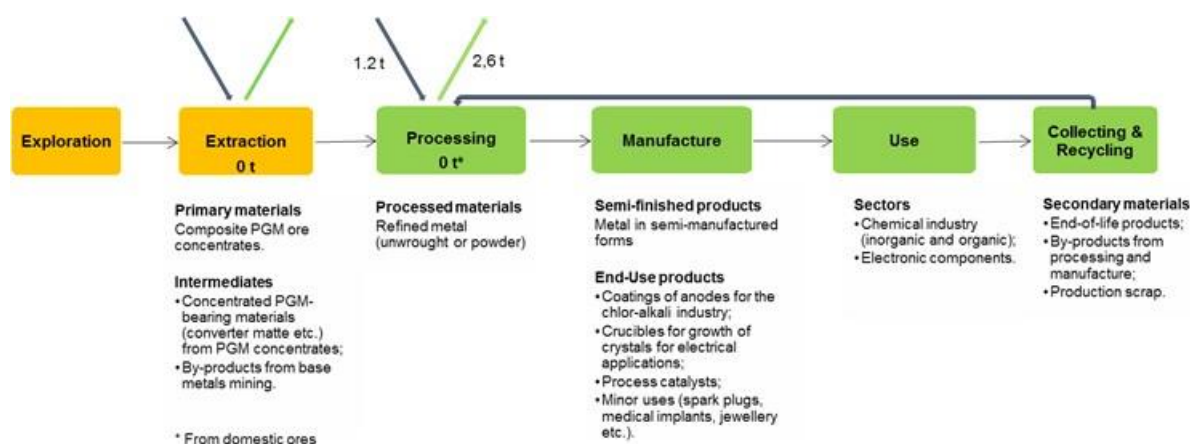 1.2 t
2,6 t
Exploration
Extraction
0 t
Processing
0 t*
Manufacture
Use
Collecting &
Recycling
Primary materials
Composite PGM ore
concentrates.
Intermediates
•Concentrated PGM-
bearing materials
(converter matte etc.)
from PGM concentrates;
•By-products from base
metals mining.
* From domestic ores
Processed materials
Refined metal
(unwrought or powder)
Semi-finished products
Metal in semi-manufactured
forms
End-Use products
•Coatings of anodes for the
chlor-alkali industry;
•Crucibles for growth of
crystals for electrical
applications;
•Process catalysts;
•Minor uses (spark plugs,
medical implants, jewellery
etc.).
Sectors
•Chemical industry
(inorganic and organic);
•Electronic components.
Secondary materials
•End-of-life products;
•By-products from
processing and
manufacture;
•Production scrap.